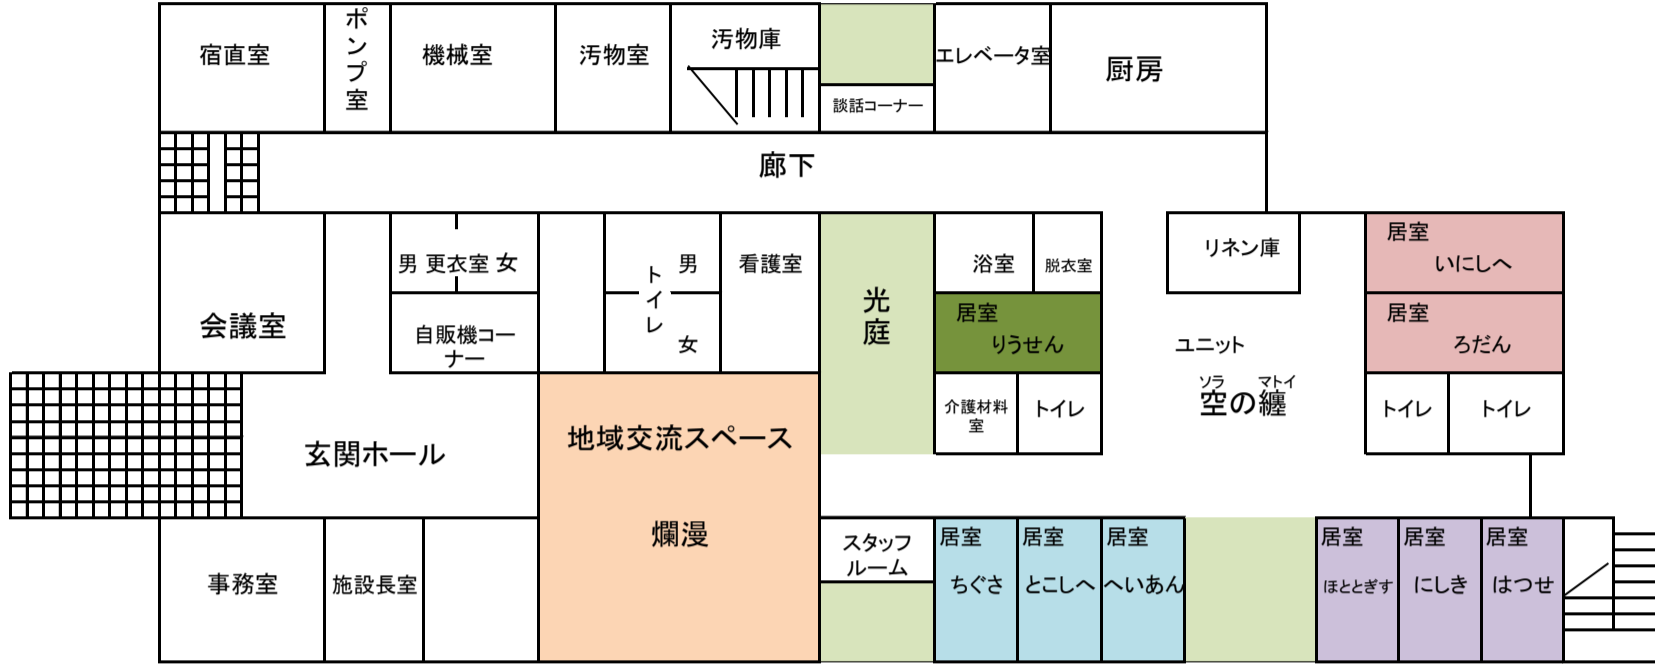 宿直室
ポンプ室
機械室
汚物室
汚物庫
談話コーナー
エレベータ室
厨房
廊下
会議室
男 更衣室 女
自販機コー
ナー
トイレ
男
女
看護室
光庭
浴室
脱衣室
居室
りうせん
介護材料
室
トイレ
リネン庫
ユニット
ソラ マトイ
空の纏
居室
いにしへ
居室
ろだん
トイレ
トイレ
玄関ホール
地域交流スペース
爛漫
事務室
施設長室
スタッフ
ルーム
居室
ちぐさ
居室
とこしへ
居室
へいあん
居室
ほととぎす
居室
にしき
居室
はつせ